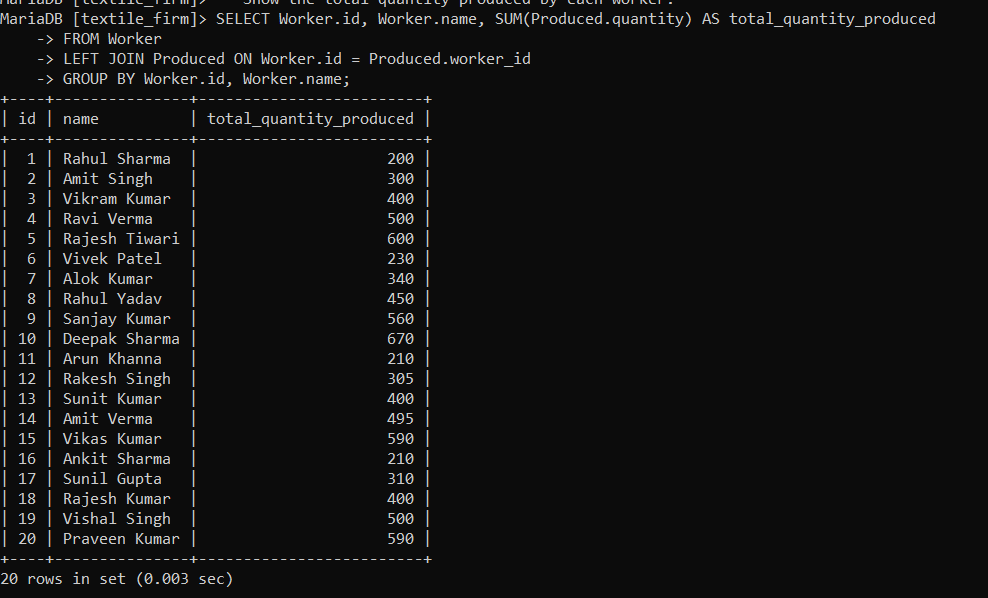 MariaDB [textile_firm]> -- Show the total quantity produced by each worker.
MariaDB [textile_firm]> SELECT Worker.id, Worker.name, SUM(Produced.quantity) AS total_quantity_produced
    -> FROM Worker
    -> LEFT JOIN Produced ON Worker.id = Produced.worker_id
    -> GROUP BY Worker.id, Worker.name;
+----+---------------+-------------------------+
| id | name          | total_quantity_produced |
+----+---------------+-------------------------+
|  1 | Rahul Sharma  |                     200 |
|  2 | Amit Singh    |                     300 |
|  3 | Vikram Kumar  |                     400 |
|  4 | Ravi Verma    |                     500 |
|  5 | Rajesh Tiwari |                     600 |
|  6 | Vivek Patel   |                     230 |
|  7 | Alok Kumar    |                     340 |
|  8 | Rahul Yadav   |                     450 |
|  9 | Sanjay Kumar  |                     560 |
| 10 | Deepak Sharma |                     670 |
| 11 | Arun Khanna   |                     210 |
| 12 | Rakesh Singh  |                     305 |
| 13 | Sunit Kumar   |                     400 |
| 14 | Amit Verma    |                     495 |
| 15 | Vikas Kumar   |                     590 |
| 16 | Ankit Sharma  |                     210 |
| 17 | Sunil Gupta   |                     310 |
| 18 | Rajesh Kumar  |                     400 |
| 19 | Vishal Singh  |                     500 |
| 20 | Praveen Kumar |                     590 |
+----+---------------+-------------------------+
20 rows in set (0.003 sec)